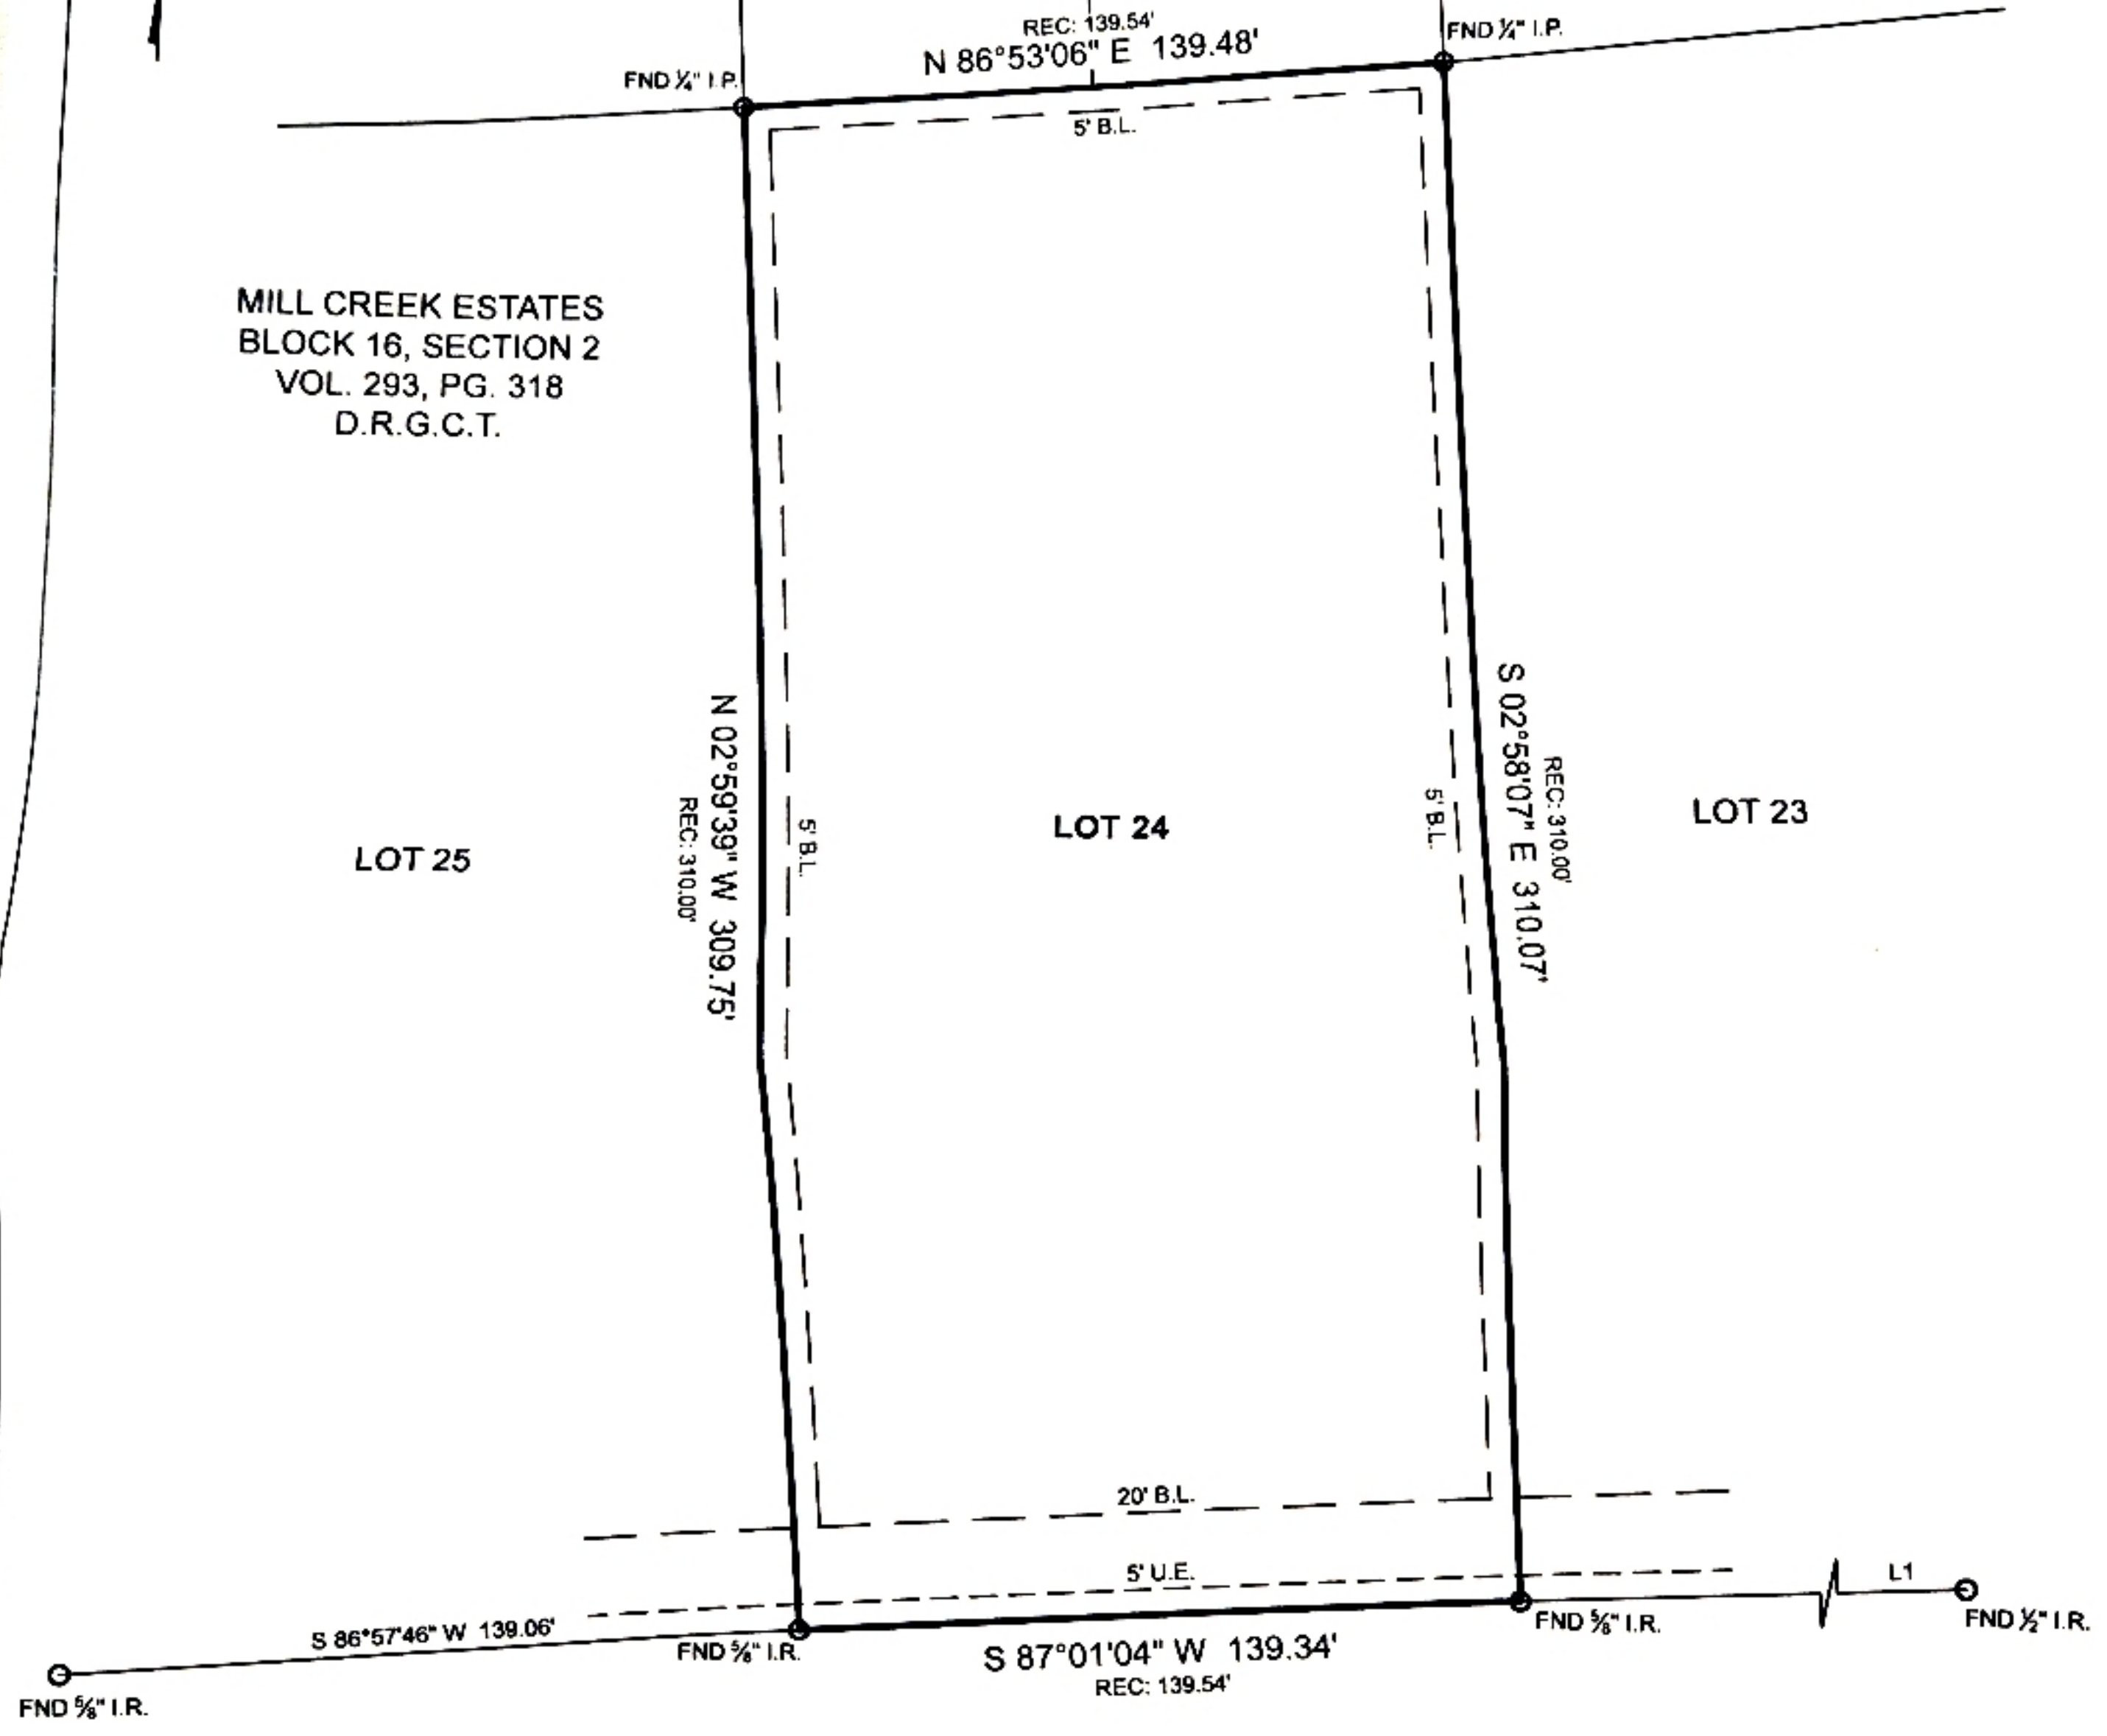 REC: 139.54'
N 86°53'06" E 139.48'
FND ¼" I.P.
FND ¼" I.P.
5' B.L.
MILL CREEK ESTATES
BLOCK 16, SECTION 2
VOL. 293, PG. 318
D.R.G.C.T.
N 02°59'39" W 309.75'
REC: 310.00'
5' B.L.
LOT 24
5' B.L.
S 02°58'07" E 310.07'
REC: 310.00'
LOT 23
LOT 25
20' B.L.
5' U.E.
L1
S 86°57'46" W 139.06'
FND ⅝" I.R.
S 87°01'04" W 139.34'
REC: 139.54'
FND ⅝" I.R.
FND ½" I.R.
FND ⅝" I.R.